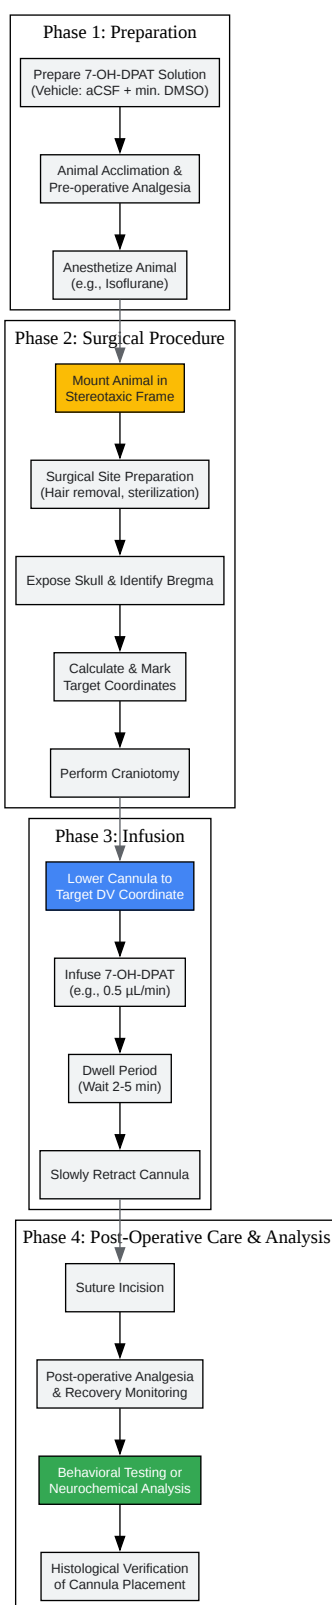 Phase 1: Preparation
Prepare 7-OH-DPAT Solution
(Vehicle: aCSF + min. DMSO)
Animal Acclimation &
Pre-operative Analgesia
Anesthetize Animal
(e.g., Isoflurane)
Phase 2: Surgical Procedure
Mount Animal in
Stereotaxic Frame
Surgical Site Preparation
(Hair removal, sterilization)
Expose Skull & Identify Bregma
Calculate & Mark
Target Coordinates
Perform Craniotomy
Phase 3: Infusion
Lower Cannula to
Target DV Coordinate
Infuse 7-OH-DPAT
(e.g., 0.5 µL/min)
Dwell Period
(Wait 2-5 min)
Slowly Retract Cannula
Phase 4: Post-Operative Care & Analysis
Suture Incision
Post-operative Analgesia
& Recovery Monitoring
Behavioral Testing or
Neurochemical Analysis
Histological Verification
of Cannula Placement